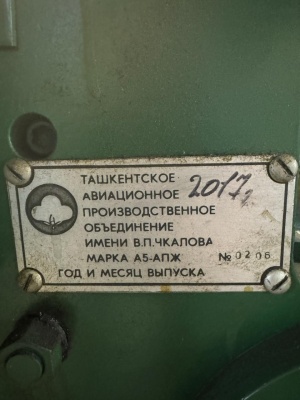 ТАШКЕНТСКОЕ
АВИАЦИОННОЕ 2017г
ПРОИЗВОДСТВЕННОЕ
ОБЪЕДИНЕНИЕ
ИМЕНИ В.П.ЧКАЛОВА
МАРКА А5-АПЖ №0206
ГОД И МЕСЯЦ ВЫПУСКА